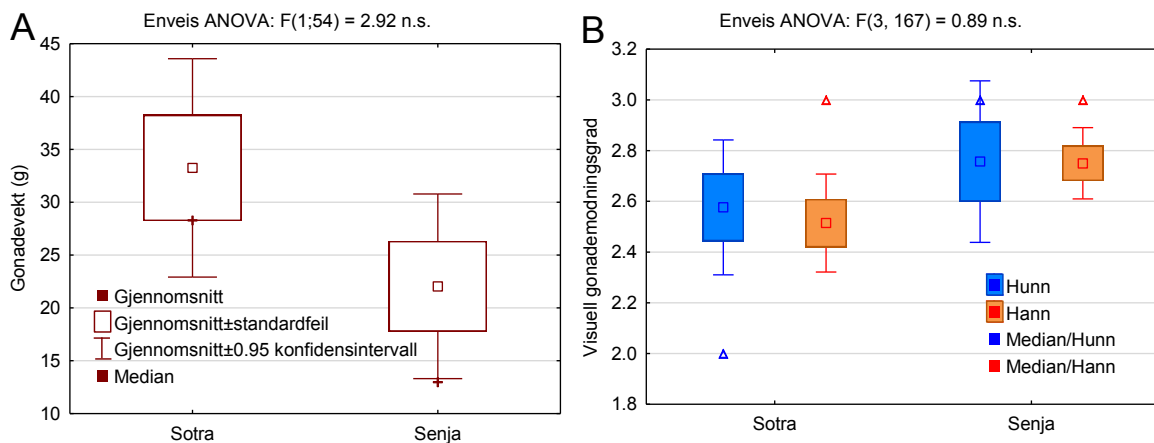 A
Enveis ANOVA: F(1;54) = 2.92 n.s.
Gonadevekt (g)
45
40
35
30
25
20
15
10
Gjennomsnitt
Gjennomsnitt±standardfeil
Gjennomsnitt±0.95 konfidensintervall
Median
Sotra
Senja
B
Enveis ANOVA: F(3, 167) = 0.89 n.s.
Visuell gonademodningsgrad
3.2
3.0
2.8
2.6
2.4
2.2
2.0
1.8
Hunn
Hann
Median/Hunn
Median/Hann
Sotra
Senja